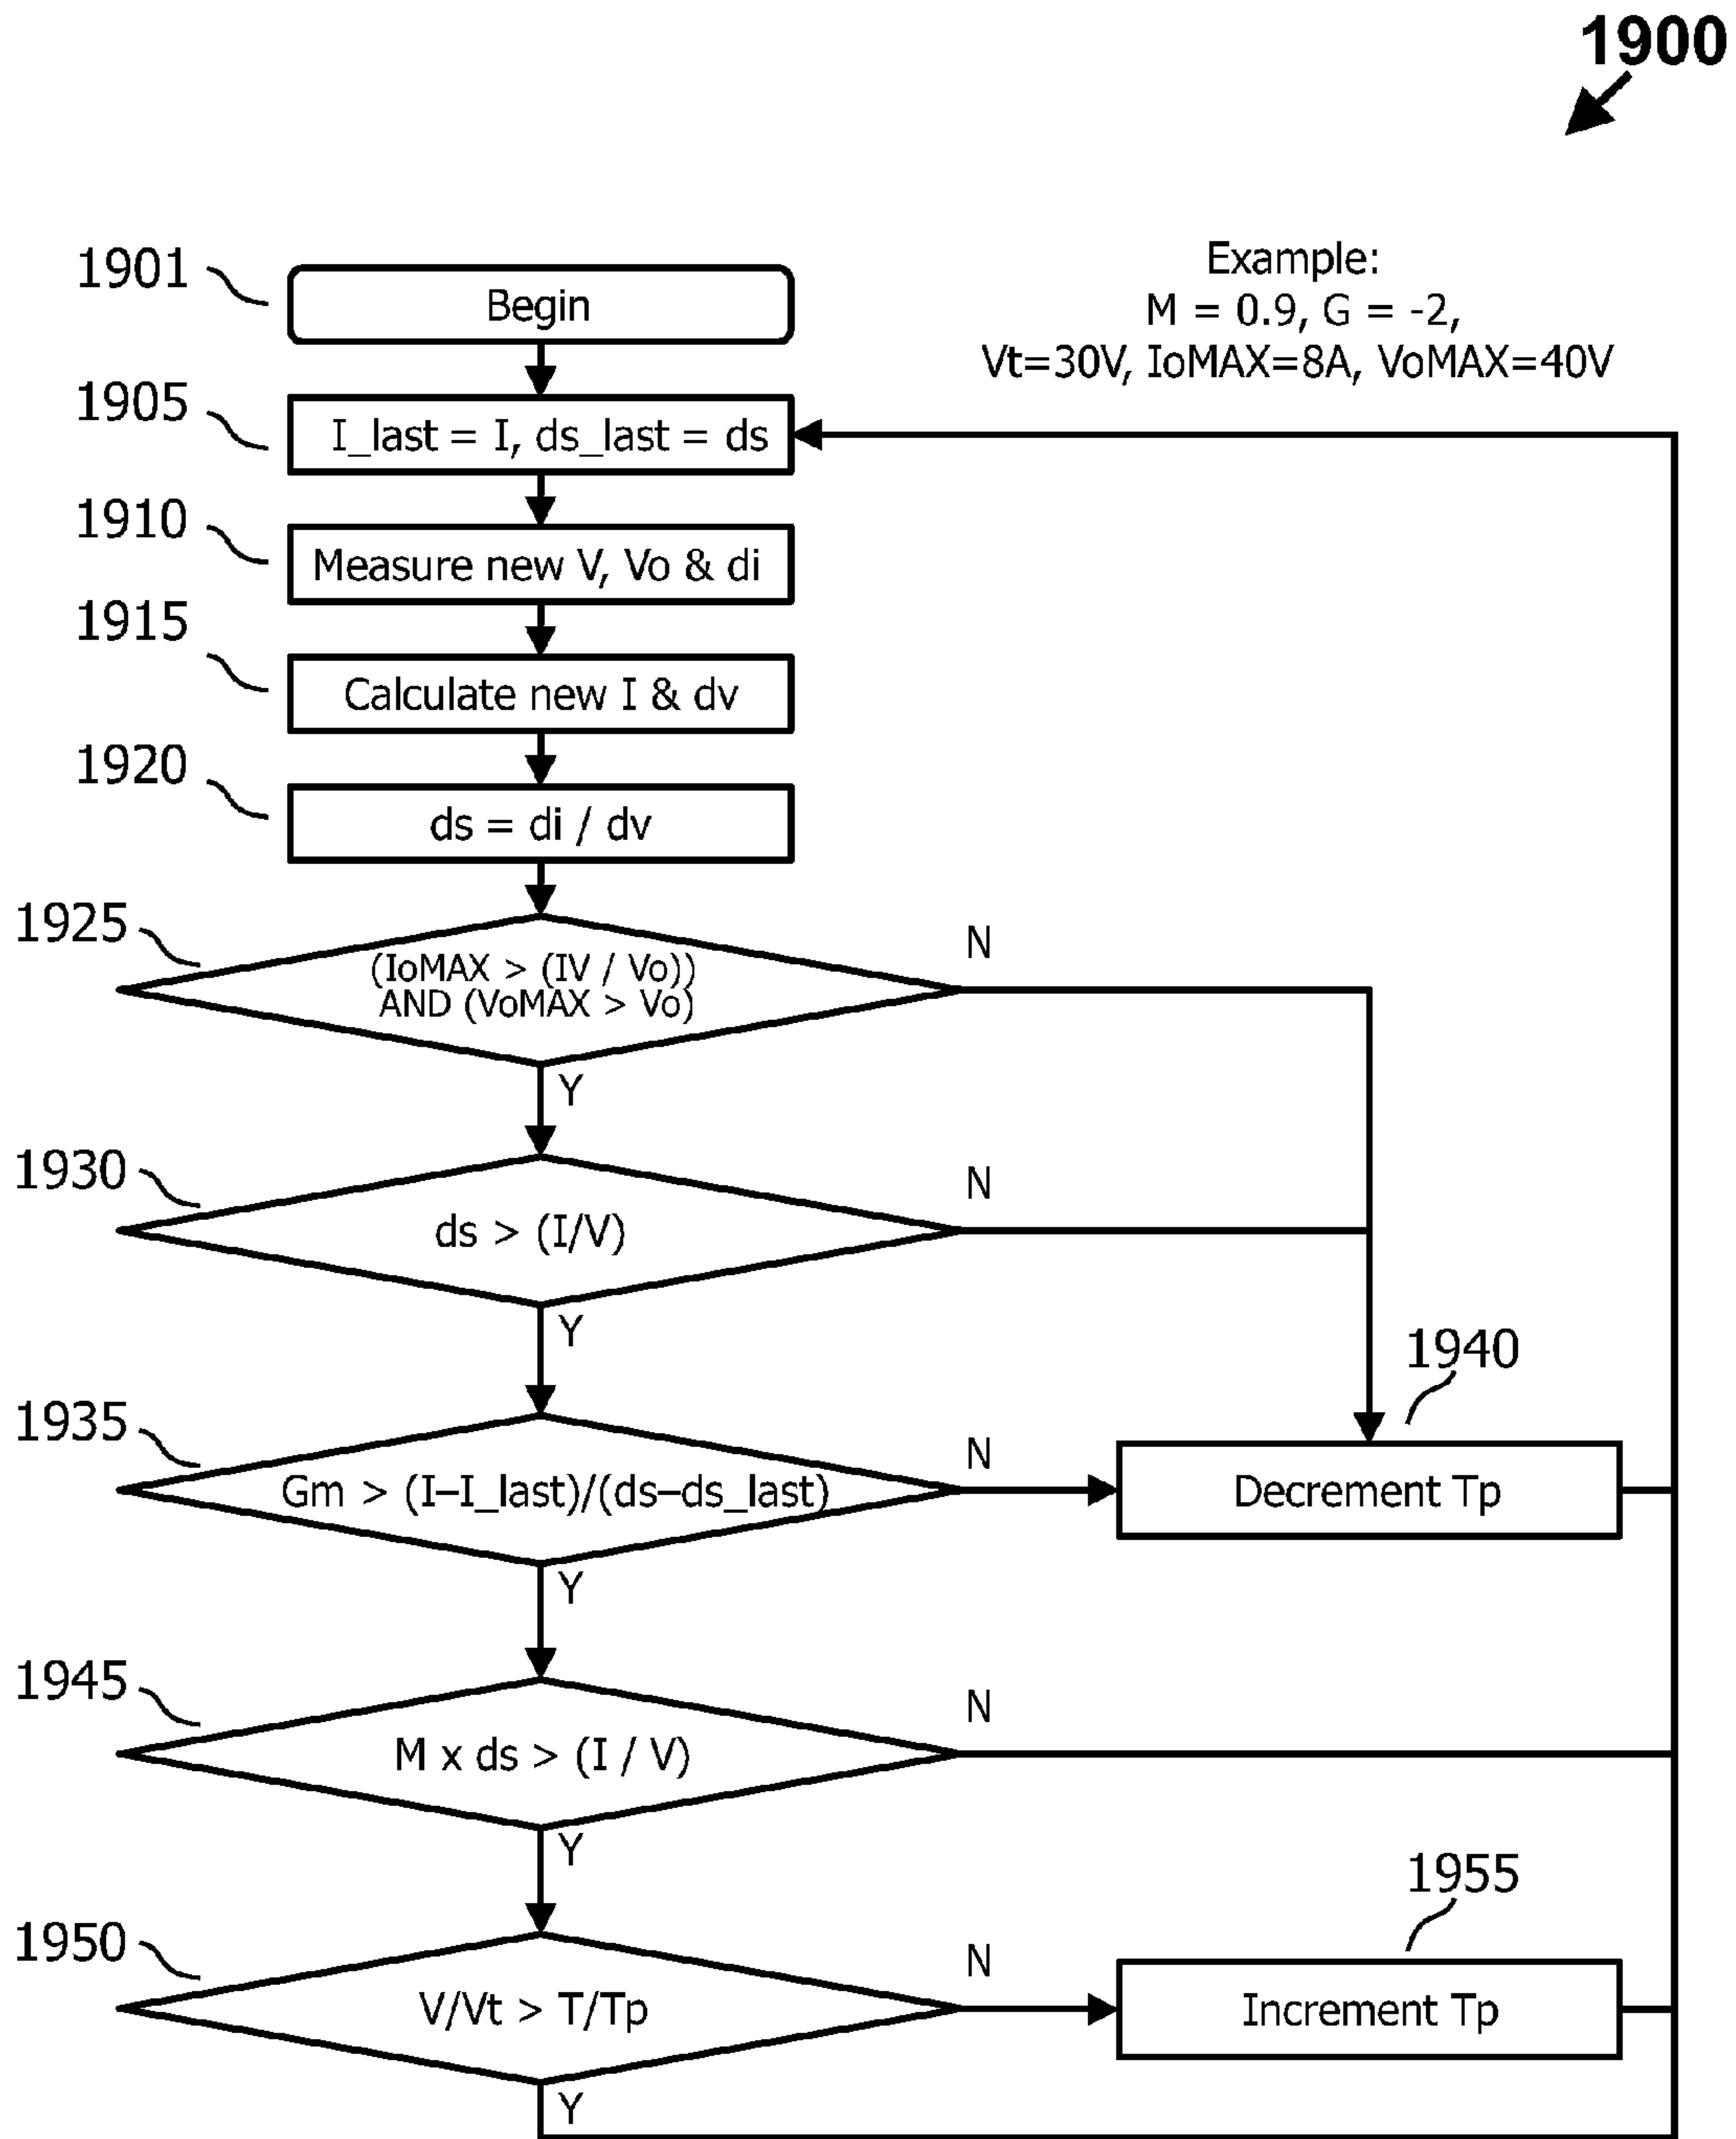 1900
Example:
M = 0.9, G = -2,
Vt=30V, IoMAX=8A, VoMAX=40V
1901
Begin
1905
I_last = I, ds_last = ds
1910
Measure new V, Vo & di
1915
Calculate new I & dv
1920
ds = di / dv
1925
(IoMAX > (IV / Vo))
AND (VoMAX > Vo)
N
Y
1930
ds > (I/V)
N
Y
1935
Gm > (I–I_last)/(ds–ds_last)
N
Y
1940
Decrement Tp
1945
M x ds > (I / V)
N
Y
1950
V/Vt > T/Tp
N
Y
1955
Increment Tp